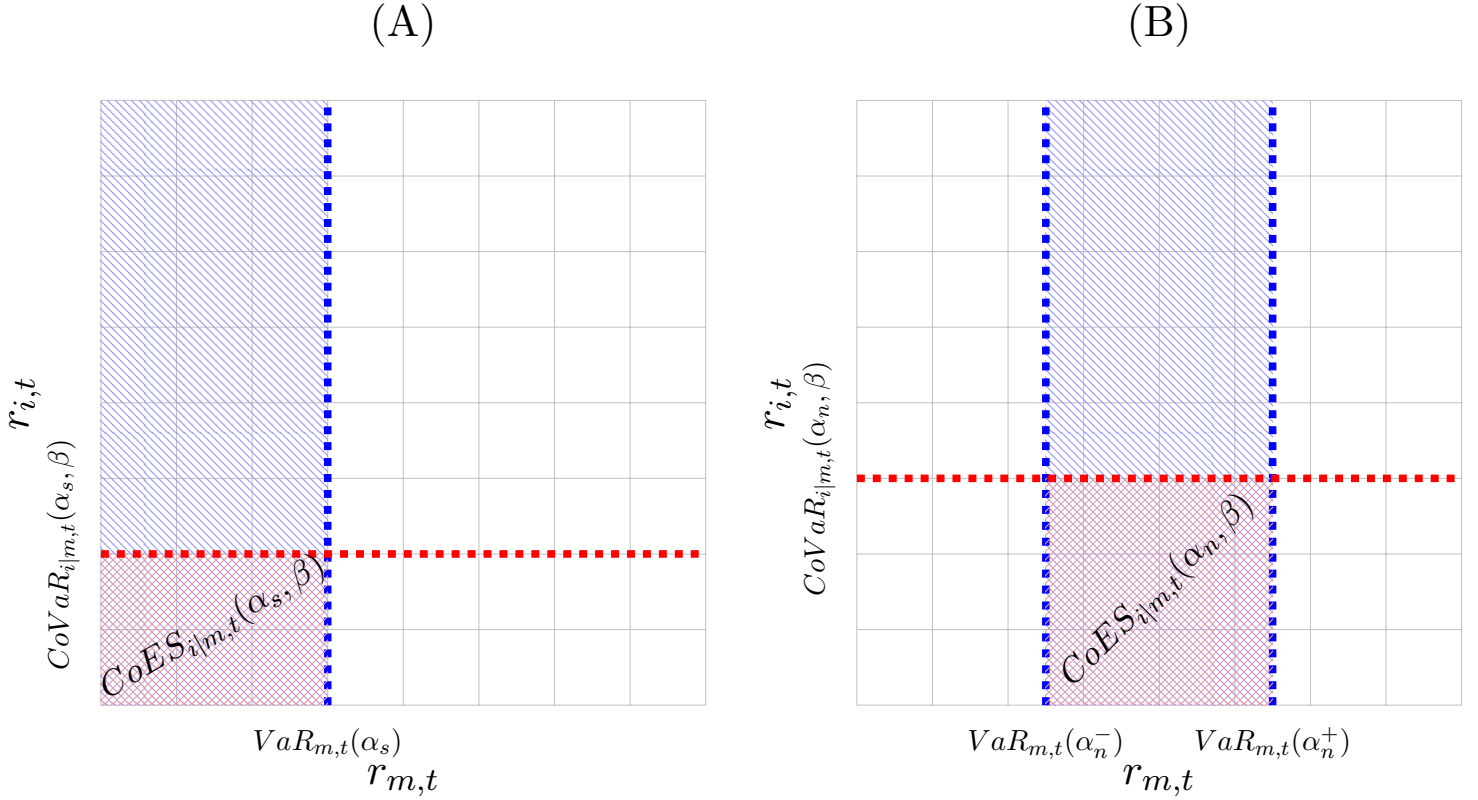 (A)
r_{i,t}
CoVaR_{i|m,t}(α_s, β)
CoES_{i|m,t}(α_s, β)
VaR_{m,t}(α_s)
r_{m,t}
(B)
r_{i,t}
CoVaR_{i|m,t}(α_n, β)
CoES_{i|m,t}(α_n, β)
VaR_{m,t}(α_n^-)
VaR_{m,t}(α_n^+)
r_{m,t}